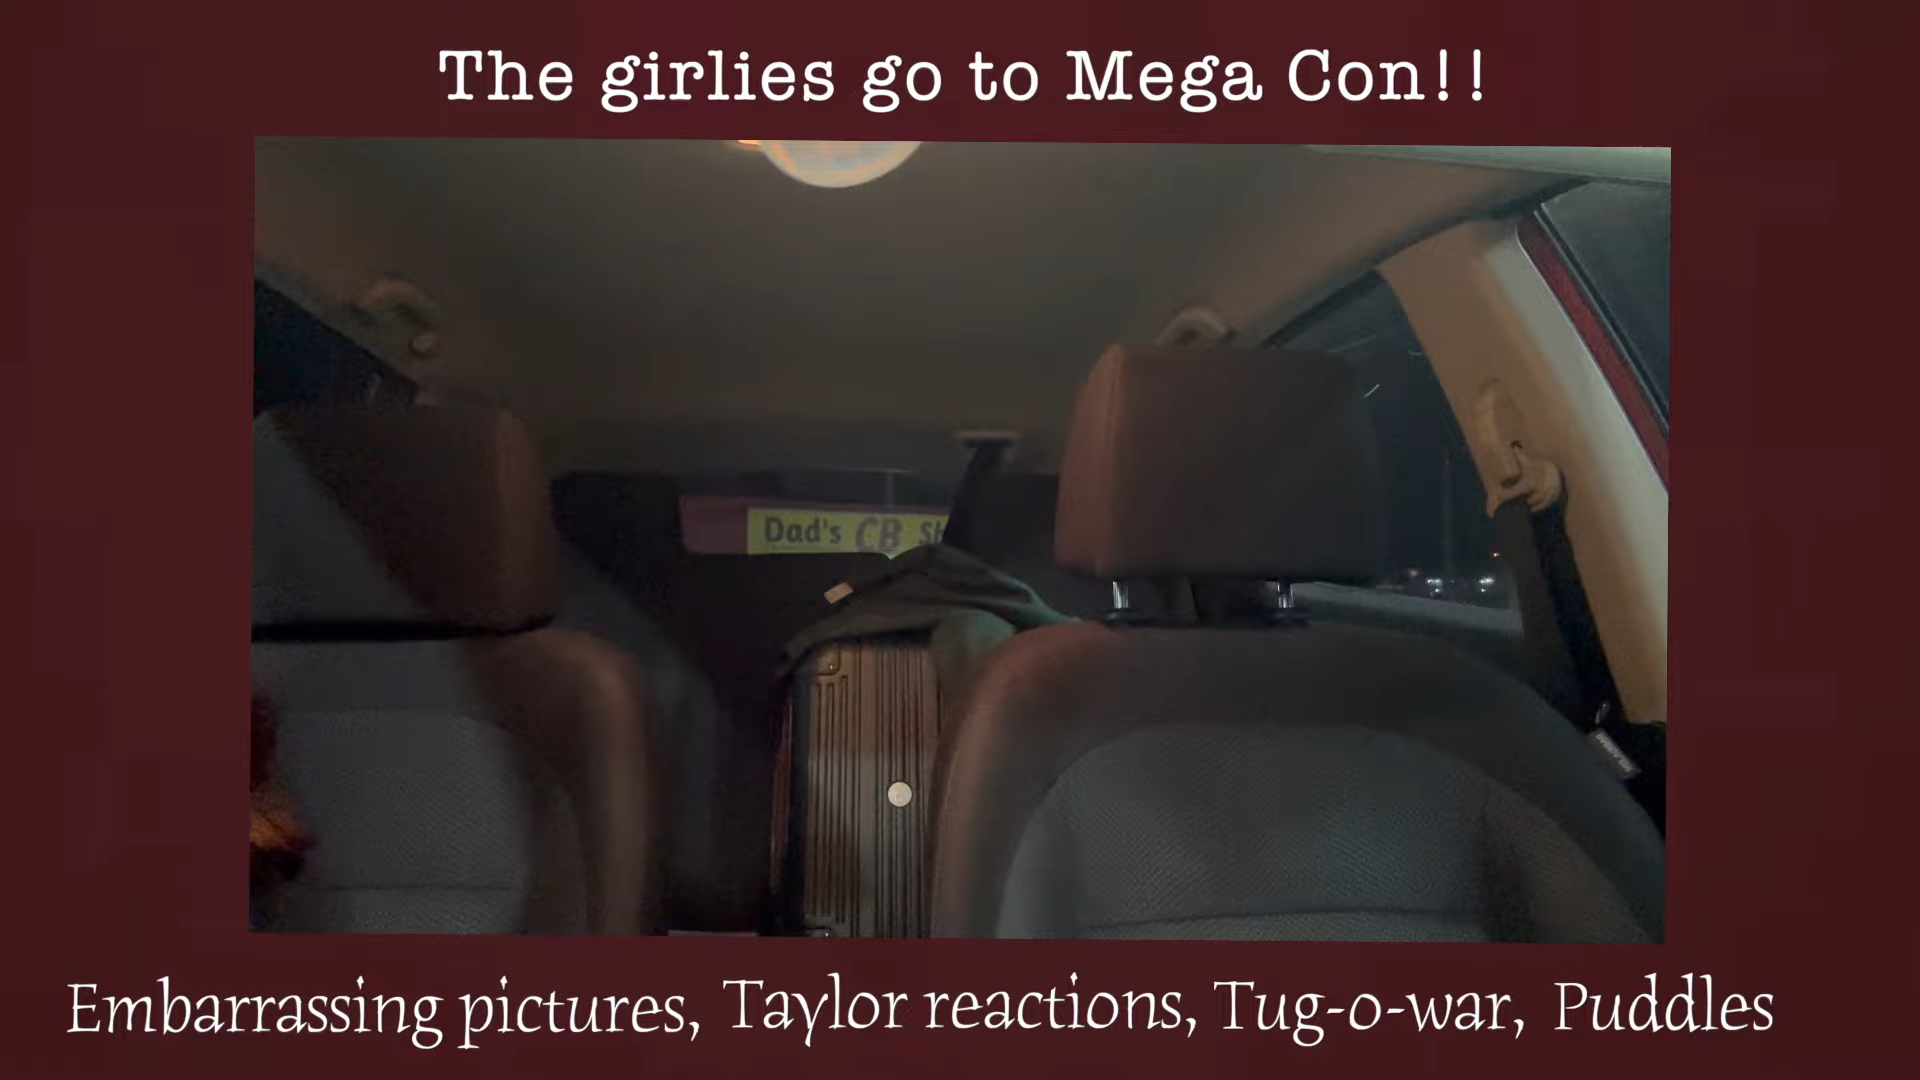 The girlies go to Mega Con!!
Dad's CB
Embarrassing pictures, Taylor reactions, Tug-o-war, Puddles